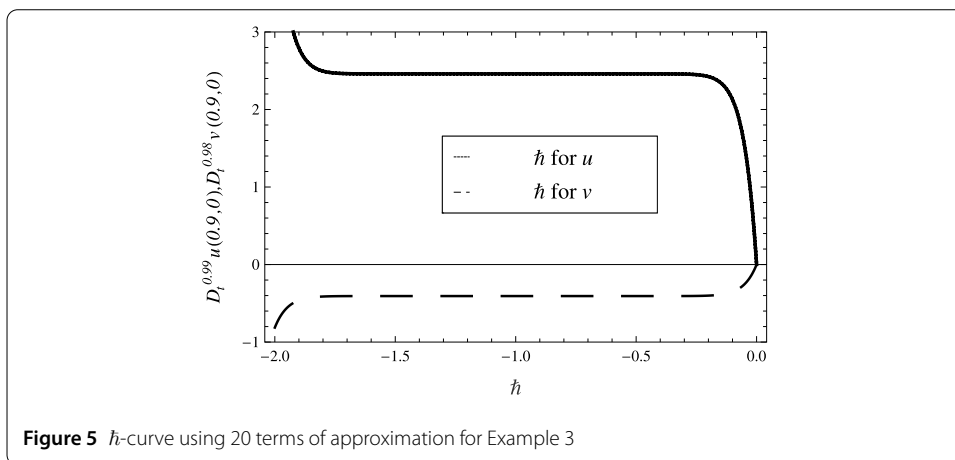 3
2
1
0
−1
−2.0
−1.5
−1.0
−0.5
0.0
D_t^{0.99}u(0.6,0),D_t^{0.98}v(0.6,0)
ħ for u
ħ for v
ħ
Figure 5 ħ-curve using 20 terms of approximation for Example 3